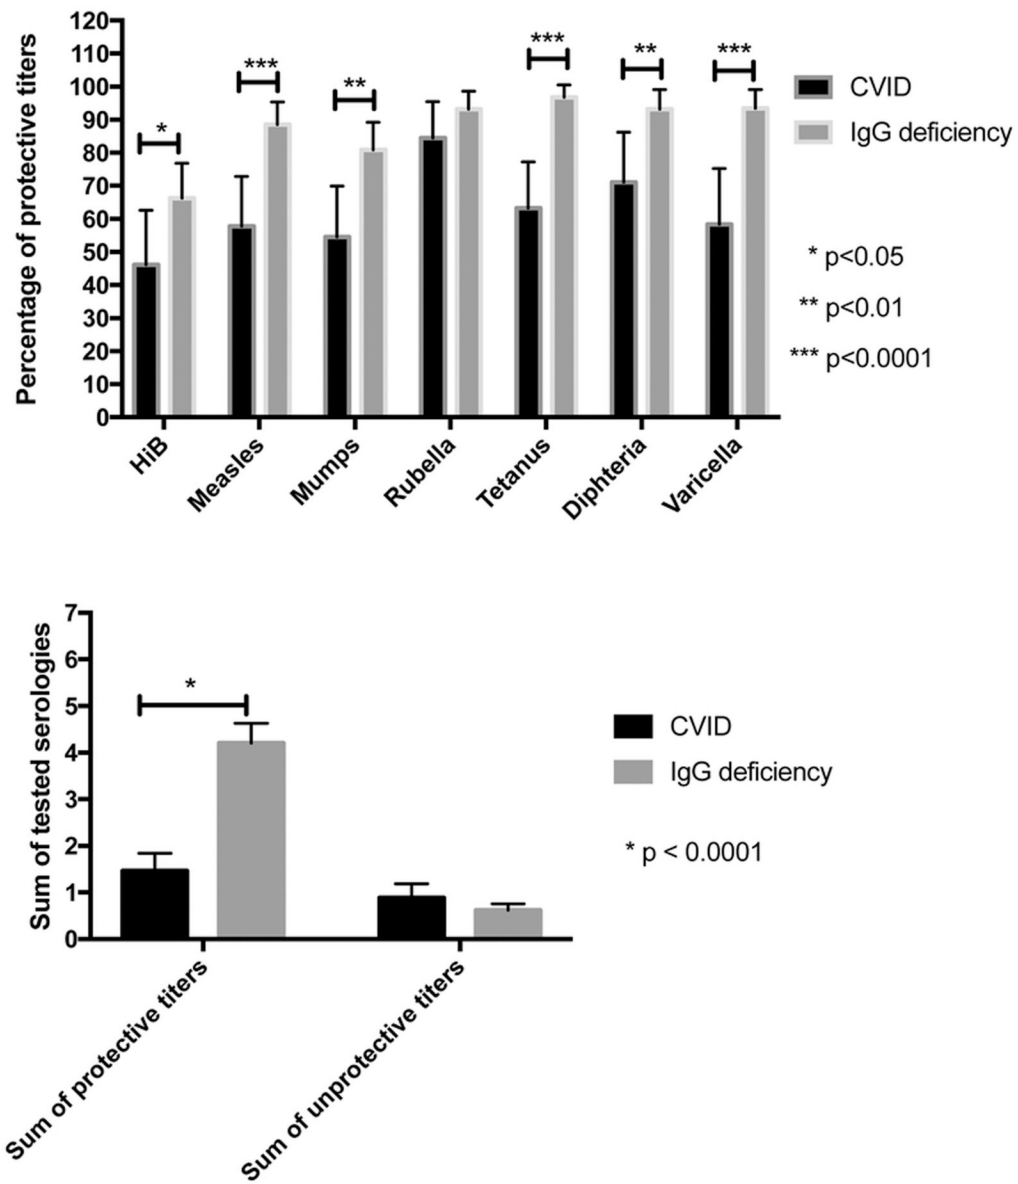 Percentage of protective titers
120
110
100
90
80
70
60
50
40
30
20
10
0
*
***
**
***
**
***
HiB
Measles
Mumps
Rubella
Tetanus
Diphteria
Varicella
CVID
IgG deficiency
* p<0.05
** p<0.01
*** p<0.0001
Sum of tested serologies
7
6
5
4
3
2
1
0
*
Sum of protective titers
Sum of unprotective titers
CVID
IgG deficiency
* p < 0.0001